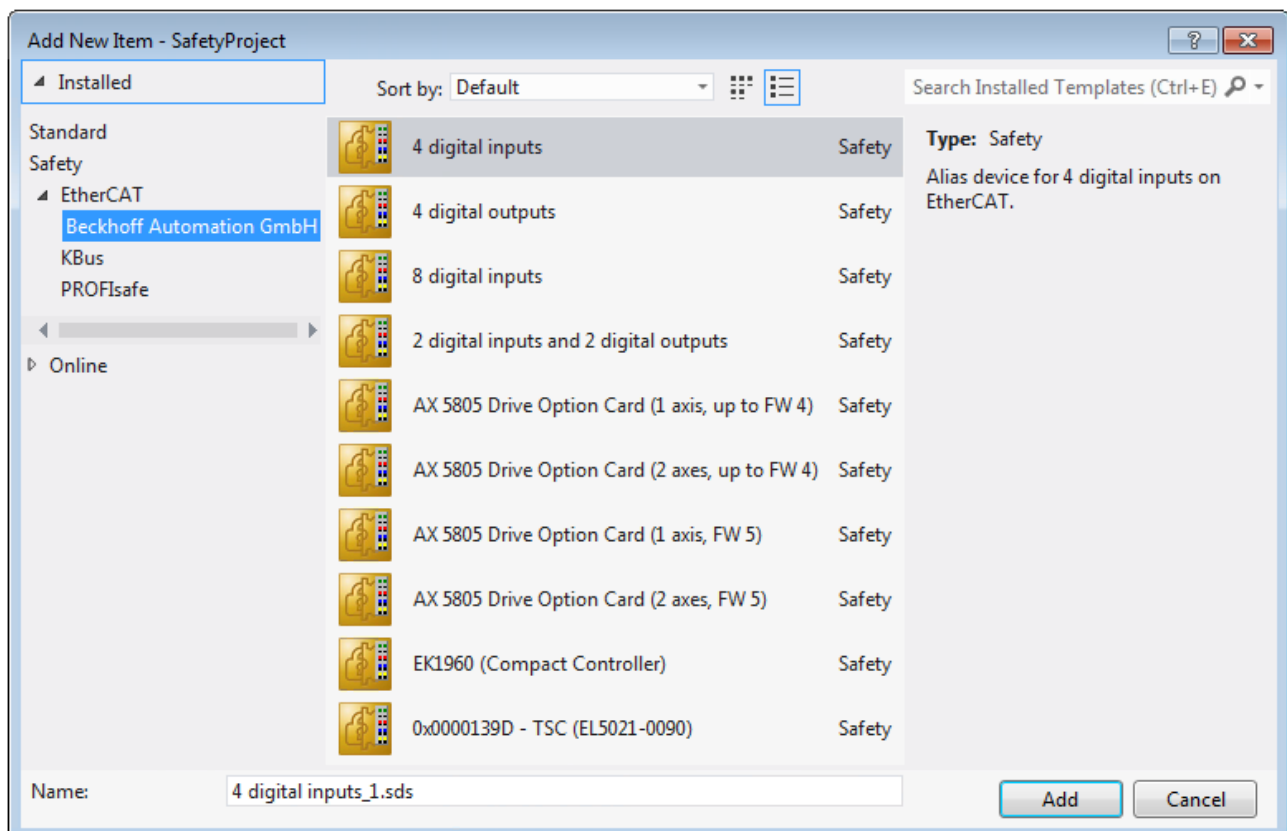 Add New Item - SafetyProject
?
Installed
Sort by: Default
Search Installed Templates (Ctrl+E)
Standard
Safety
EtherCAT
Beckhoff Automation GmbH
KBus
PROFIsafe
Online
4 digital inputs Safety
4 digital outputs Safety
8 digital inputs Safety
2 digital inputs and 2 digital outputs Safety
AX 5805 Drive Option Card (1 axis, up to FW 4) Safety
AX 5805 Drive Option Card (2 axes, up to FW 4) Safety
AX 5805 Drive Option Card (1 axis, FW 5) Safety
AX 5805 Drive Option Card (2 axes, FW 5) Safety
EK1960 (Compact Controller) Safety
0x0000139D - TSC (EL5021-0090) Safety
Type: Safety
Alias device for 4 digital inputs on
EtherCAT.
Name: 4 digital inputs_1.sds
Add Cancel